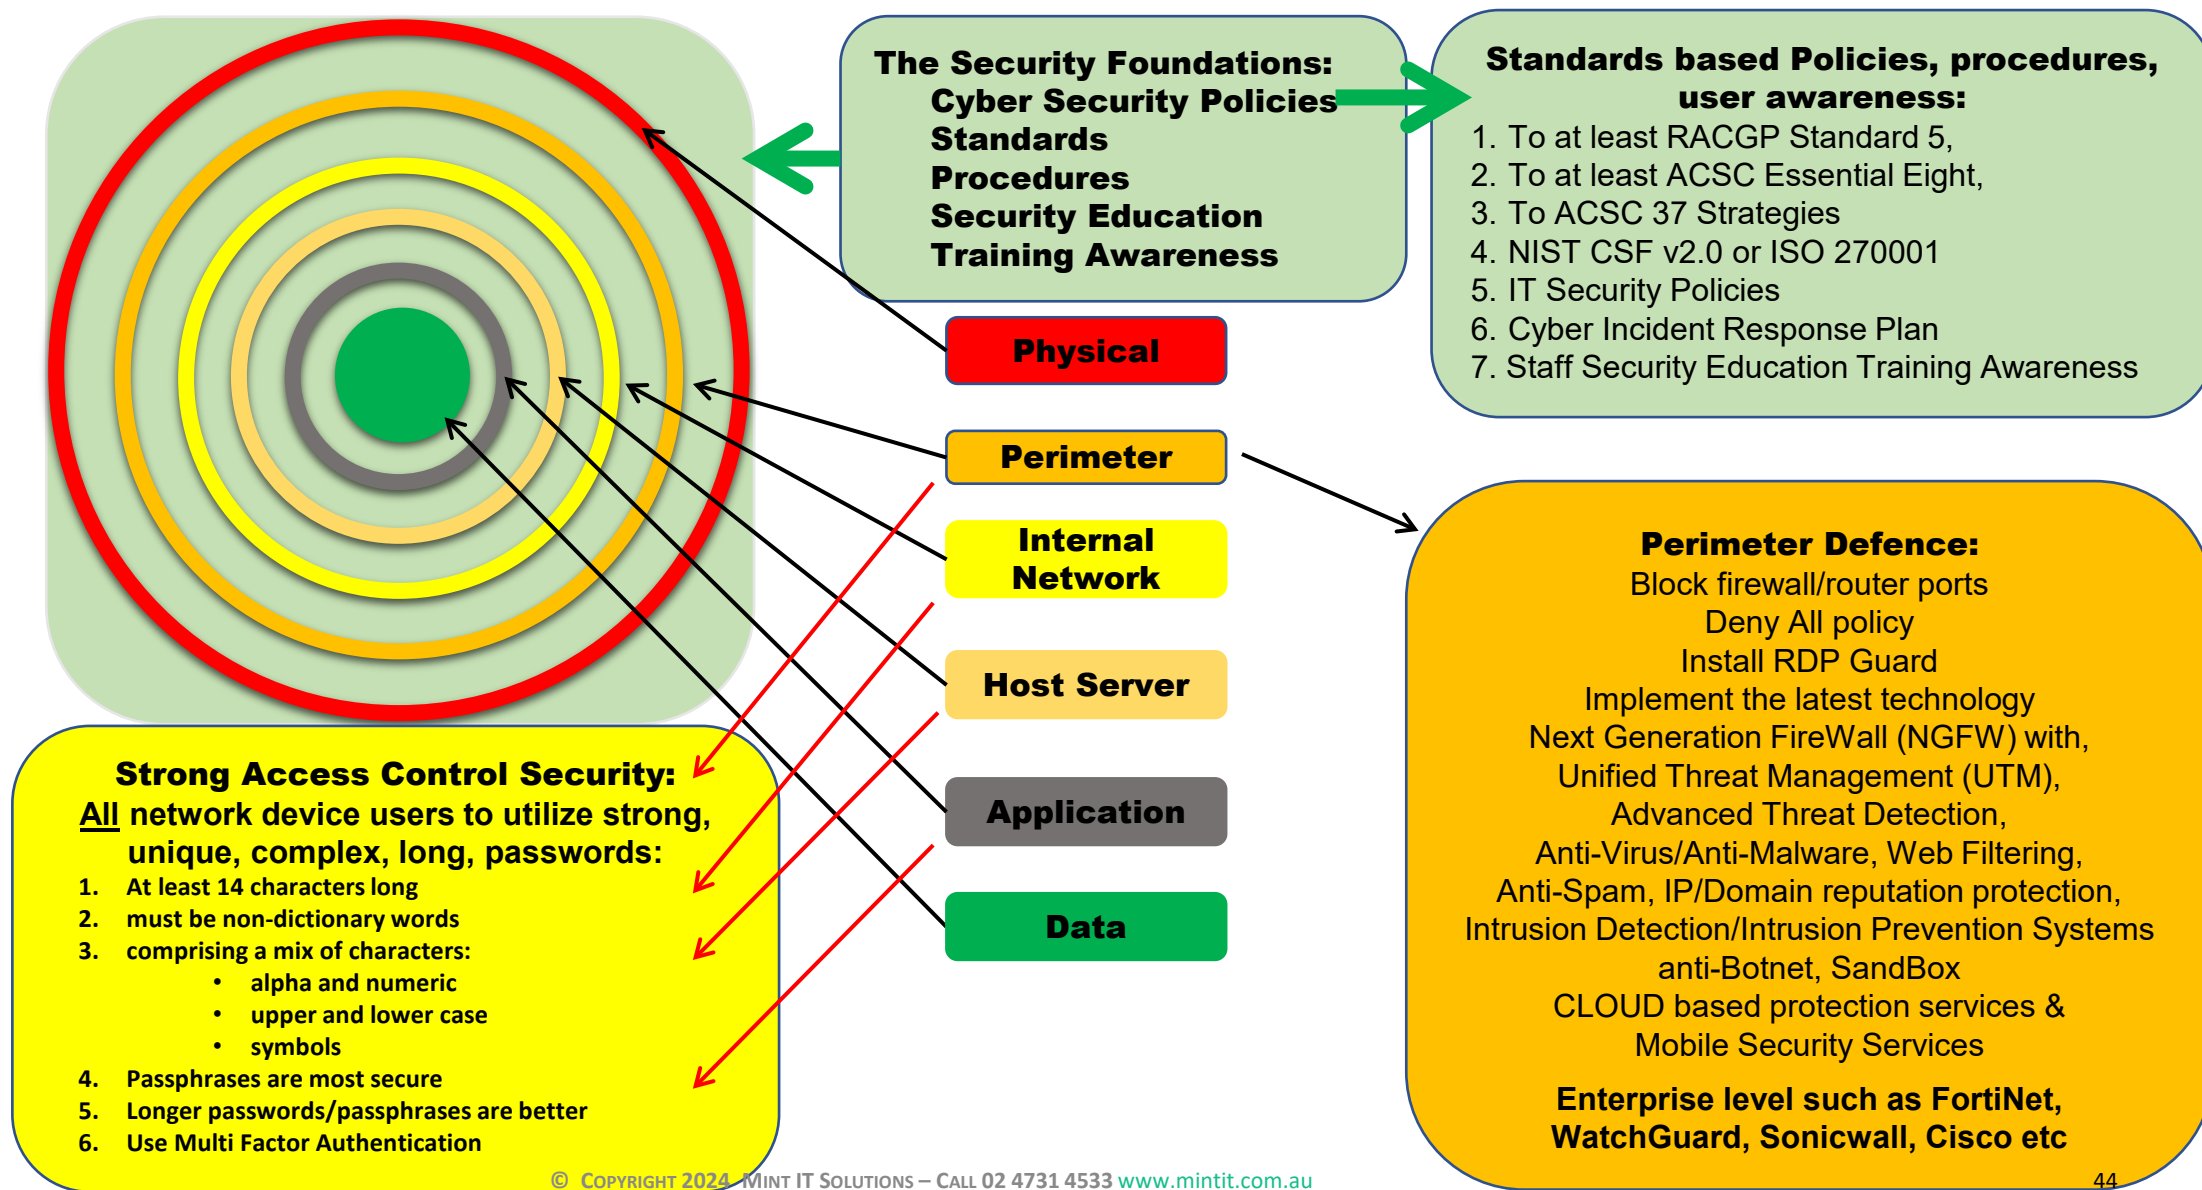 The Security Foundations:
Cyber Security Policies
Standards
Procedures
Security Education
Training Awareness
Standards based Policies, procedures,
user awareness:
1. To at least RACGP Standard 5,
2. To at least ACSC Essential Eight,
3. To ACSC 37 Strategies
4. NIST CSF v2.0 or ISO 270001
5. IT Security Policies
6. Cyber Incident Response Plan
7. Staff Security Education Training Awareness
Physical
Perimeter
Internal
Network
Host Server
Application
Data
Perimeter Defence:
Block firewall/router ports
Deny All policy
Install RDP Guard
Implement the latest technology
Next Generation FireWall (NGFW) with,
Unified Threat Management (UTM),
Advanced Threat Detection,
Anti-Virus/Anti-Malware, Web Filtering,
Anti-Spam, IP/Domain reputation protection,
Intrusion Detection/Intrusion Prevention Systems
anti-Botnet, SandBox
CLOUD based protection services &
Mobile Security Services
Enterprise level such as FortiNet,
WatchGuard, Sonicwall, Cisco etc
Strong Access Control Security:
All network device users to utilize strong,
unique, complex, long, passwords:
1. At least 14 characters long
2. must be non-dictionary words
3. comprising a mix of characters:
• alpha and numeric
• upper and lower case
• symbols
4. Passphrases are most secure
5. Longer passwords/passphrases are better
6. Use Multi Factor Authentication
© COPYRIGHT 2024 MINT IT SOLUTIONS – CALL 02 4731 4533 www.mintit.com.au
44